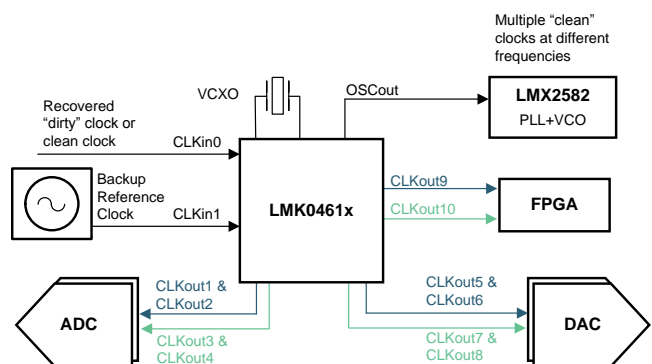 Multiple “clean”
clocks at different
frequencies
VCXO
OSCout
LMX2582
PLL+VCO
Recovered
“dirty” clock or
clean clock
CLKin0
Backup
Reference
Clock
CLKin1
LMK0461x
CLKout9
CLKout10
FPGA
CLKout1 &
CLKout2
ADC
CLKout3 &
CLKout4
CLKout5 &
CLKout6
DAC
CLKout7 &
CLKout8